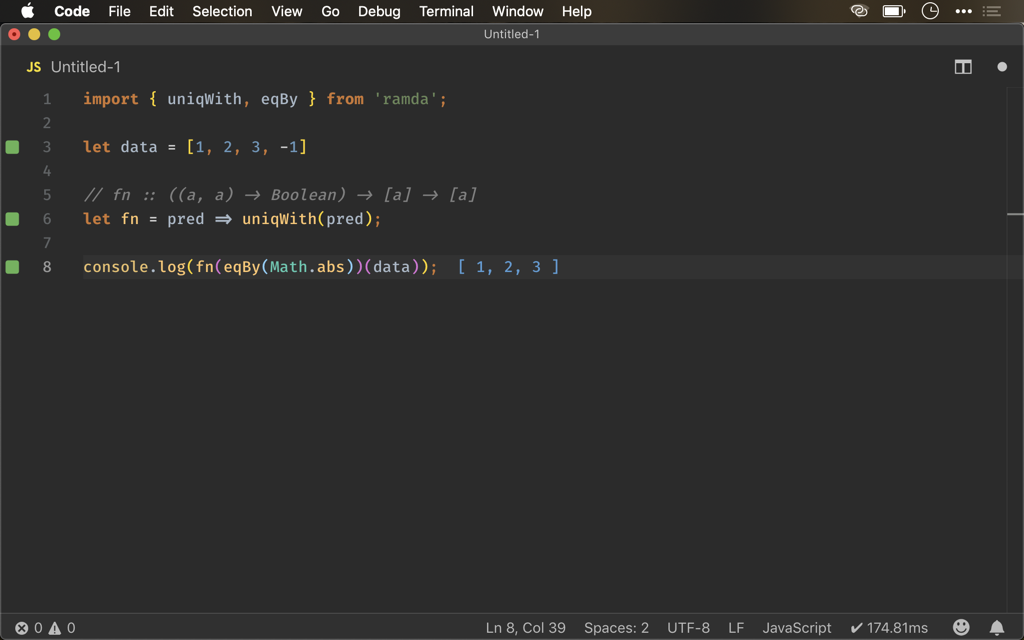 Code File Edit Selection View Go Debug Terminal Window Help
Untitled-1
JS Untitled-1
1 import { uniqWith, eqBy } from 'ramda';
2
3 let data = [1, 2, 3, -1]
4
5 // fn :: ((a, a) → Boolean) → [a] → [a]
6 let fn = pred ⇒ uniqWith(pred);
7
8 console.log(fn(eqBy(Math.abs))(data)); [ 1, 2, 3 ]
0 0 Ln 8, Col 39 Spaces: 2 UTF-8 LF JavaScript ✔ 174.81ms